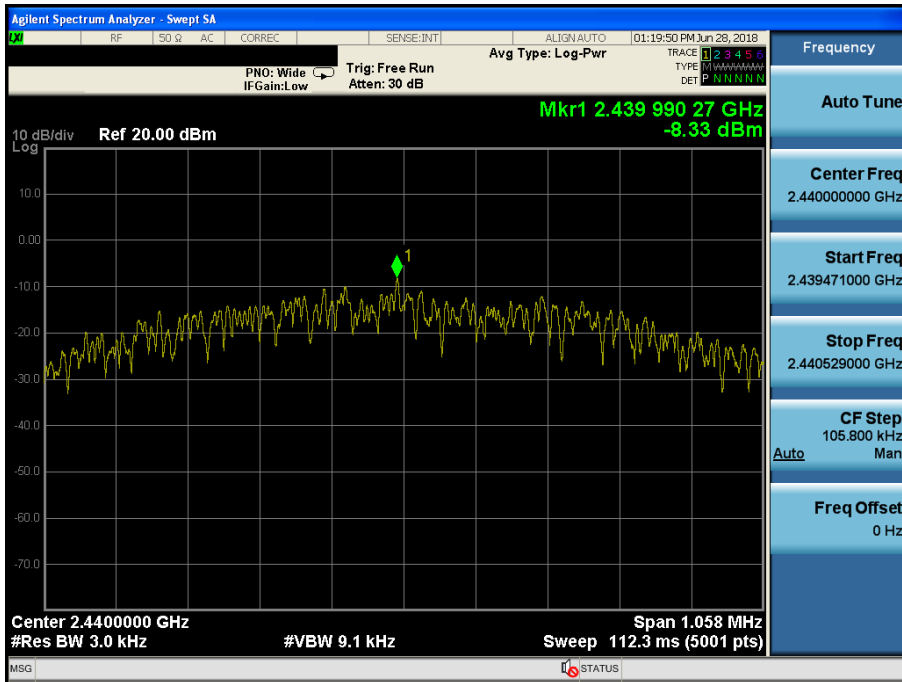 Agilent Spectrum Analyzer - Swept SA
LXI RF 50 Ω AC CORREC SENSE:INT ALIGNAUTO 01:19:50 PM Jun 28, 2018
Frequency
Avg Type: Log-Pwr TRACE 1 2 3 4 5 6
PNO: Wide Trig: Free Run TYPE MWWWWW
IFGain:Low Atten: 30 dB DET P N N N N N
Auto Tune
Mkr1 2.439 990 27 GHz
10 dB/div Ref 20.00 dBm -8.33 dBm
Log
10.0
0.00
1
-10.0
-20.0
-30.0
-40.0
-50.0
-60.0
-70.0
Center Freq
2.440000000 GHz
Start Freq
2.439471000 GHz
Stop Freq
2.440529000 GHz
CF Step
105.800 kHz
Auto Man
Freq Offset
0 Hz
Center 2.4400000 GHz Span 1.058 MHz
#Res BW 3.0 kHz #VBW 9.1 kHz Sweep 112.3 ms (5001 pts)
MSG STATUS